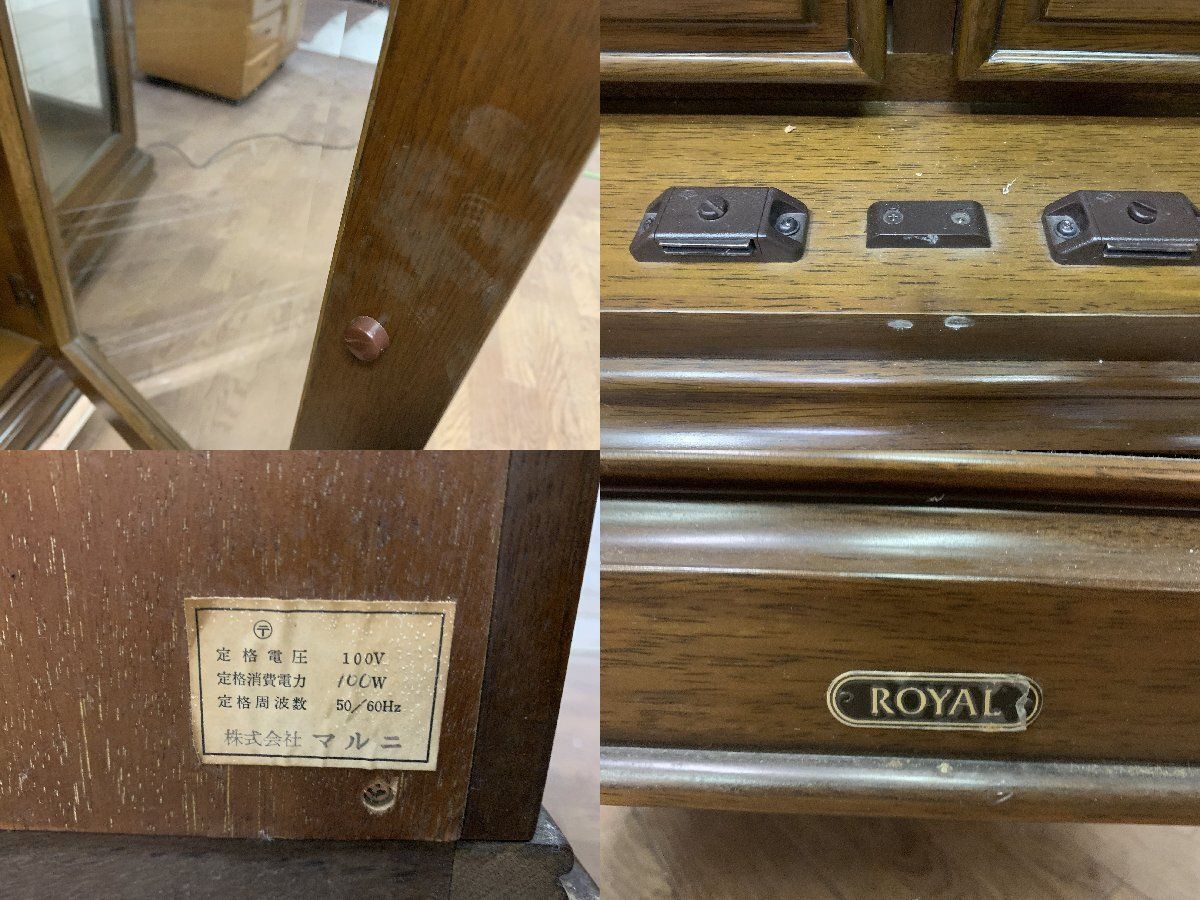 〒
定格電圧 100V
定格消費電力 100W
定格周波数 50/60Hz
株式会社 マルニ
ROYAL